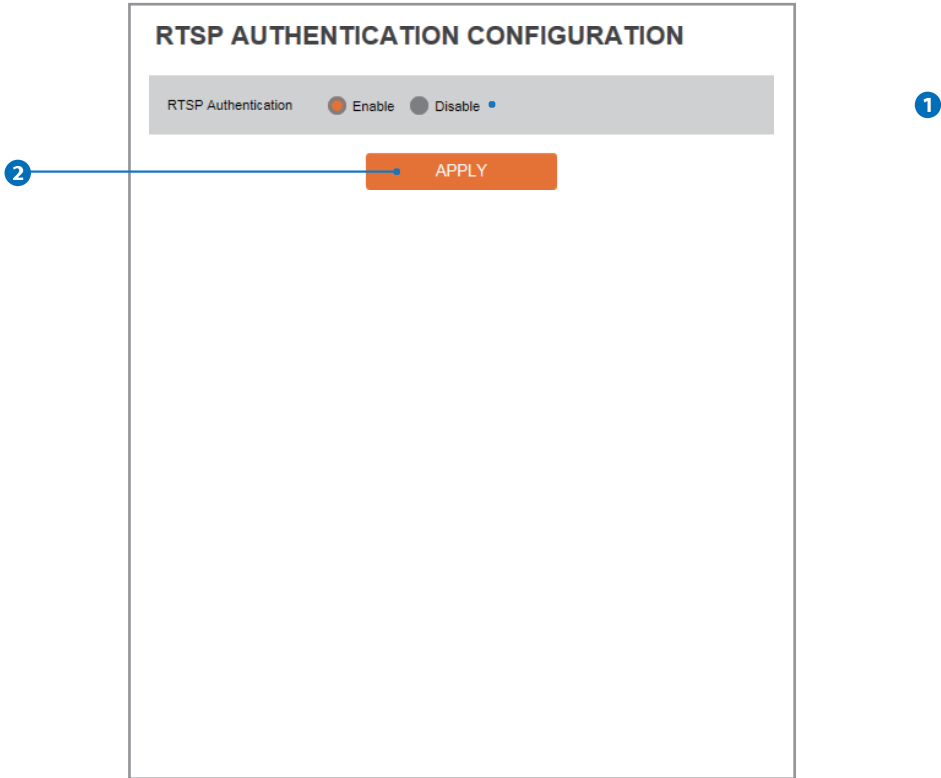 RTSP AUTHENTICATION CONFIGURATION
RTSP Authentication Enable Disable
1
2
APPLY